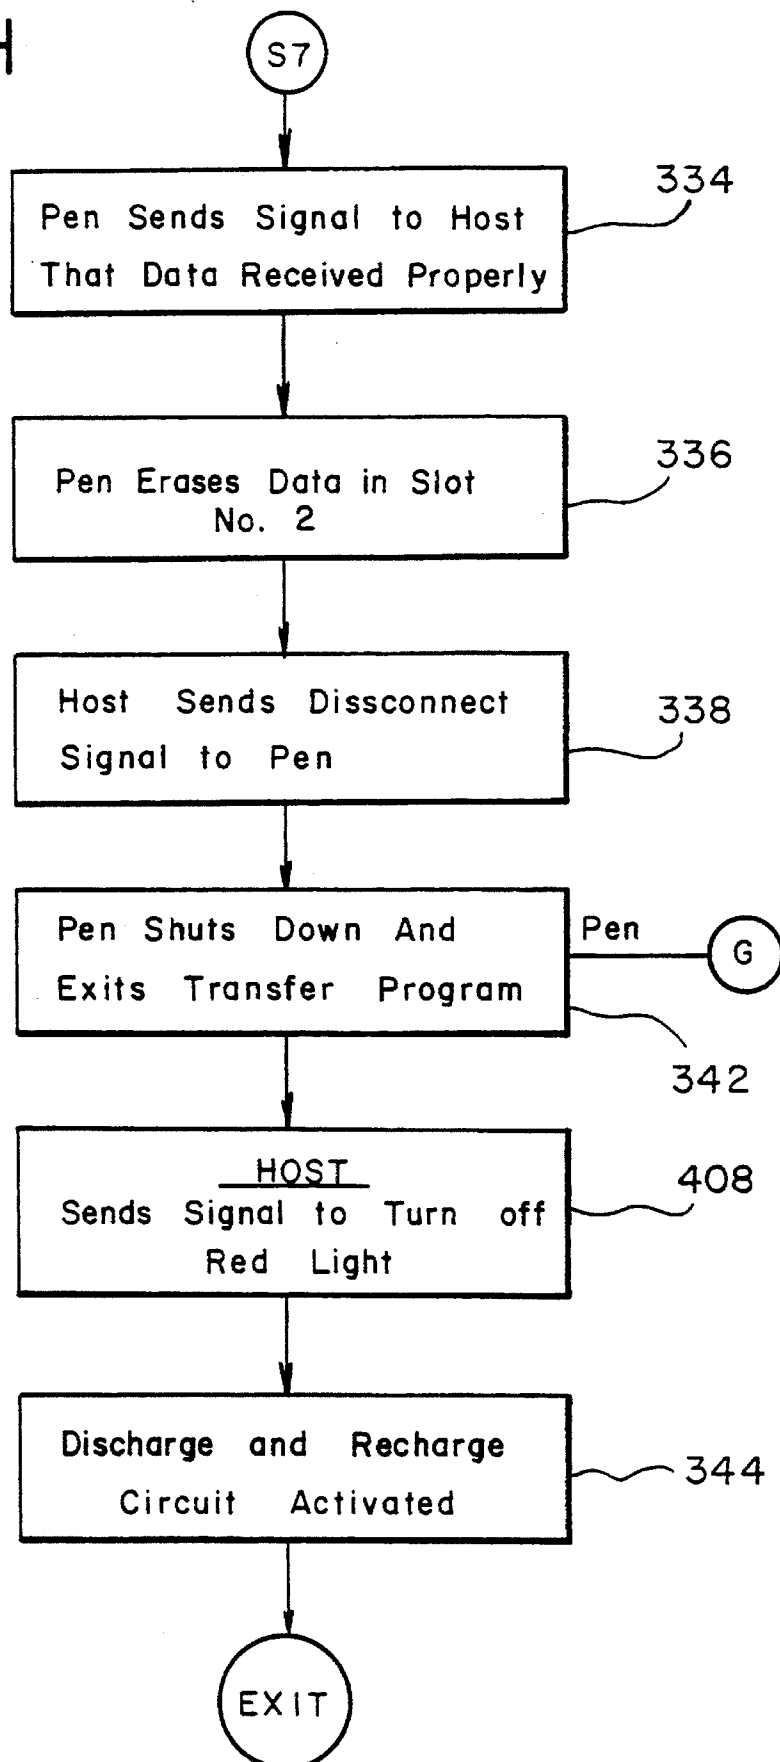 S7
Pen Sends Signal to Host
That Data Received Properly
334
Pen Erases Data in Slot
No. 2
336
Host Sends Dissconnect
Signal to Pen
338
Pen Shuts Down And
Exits Transfer Program
Pen
G
342
HOST
Sends Signal to Turn off
Red Light
408
Discharge and Recharge
Circuit Activated
344
EXIT